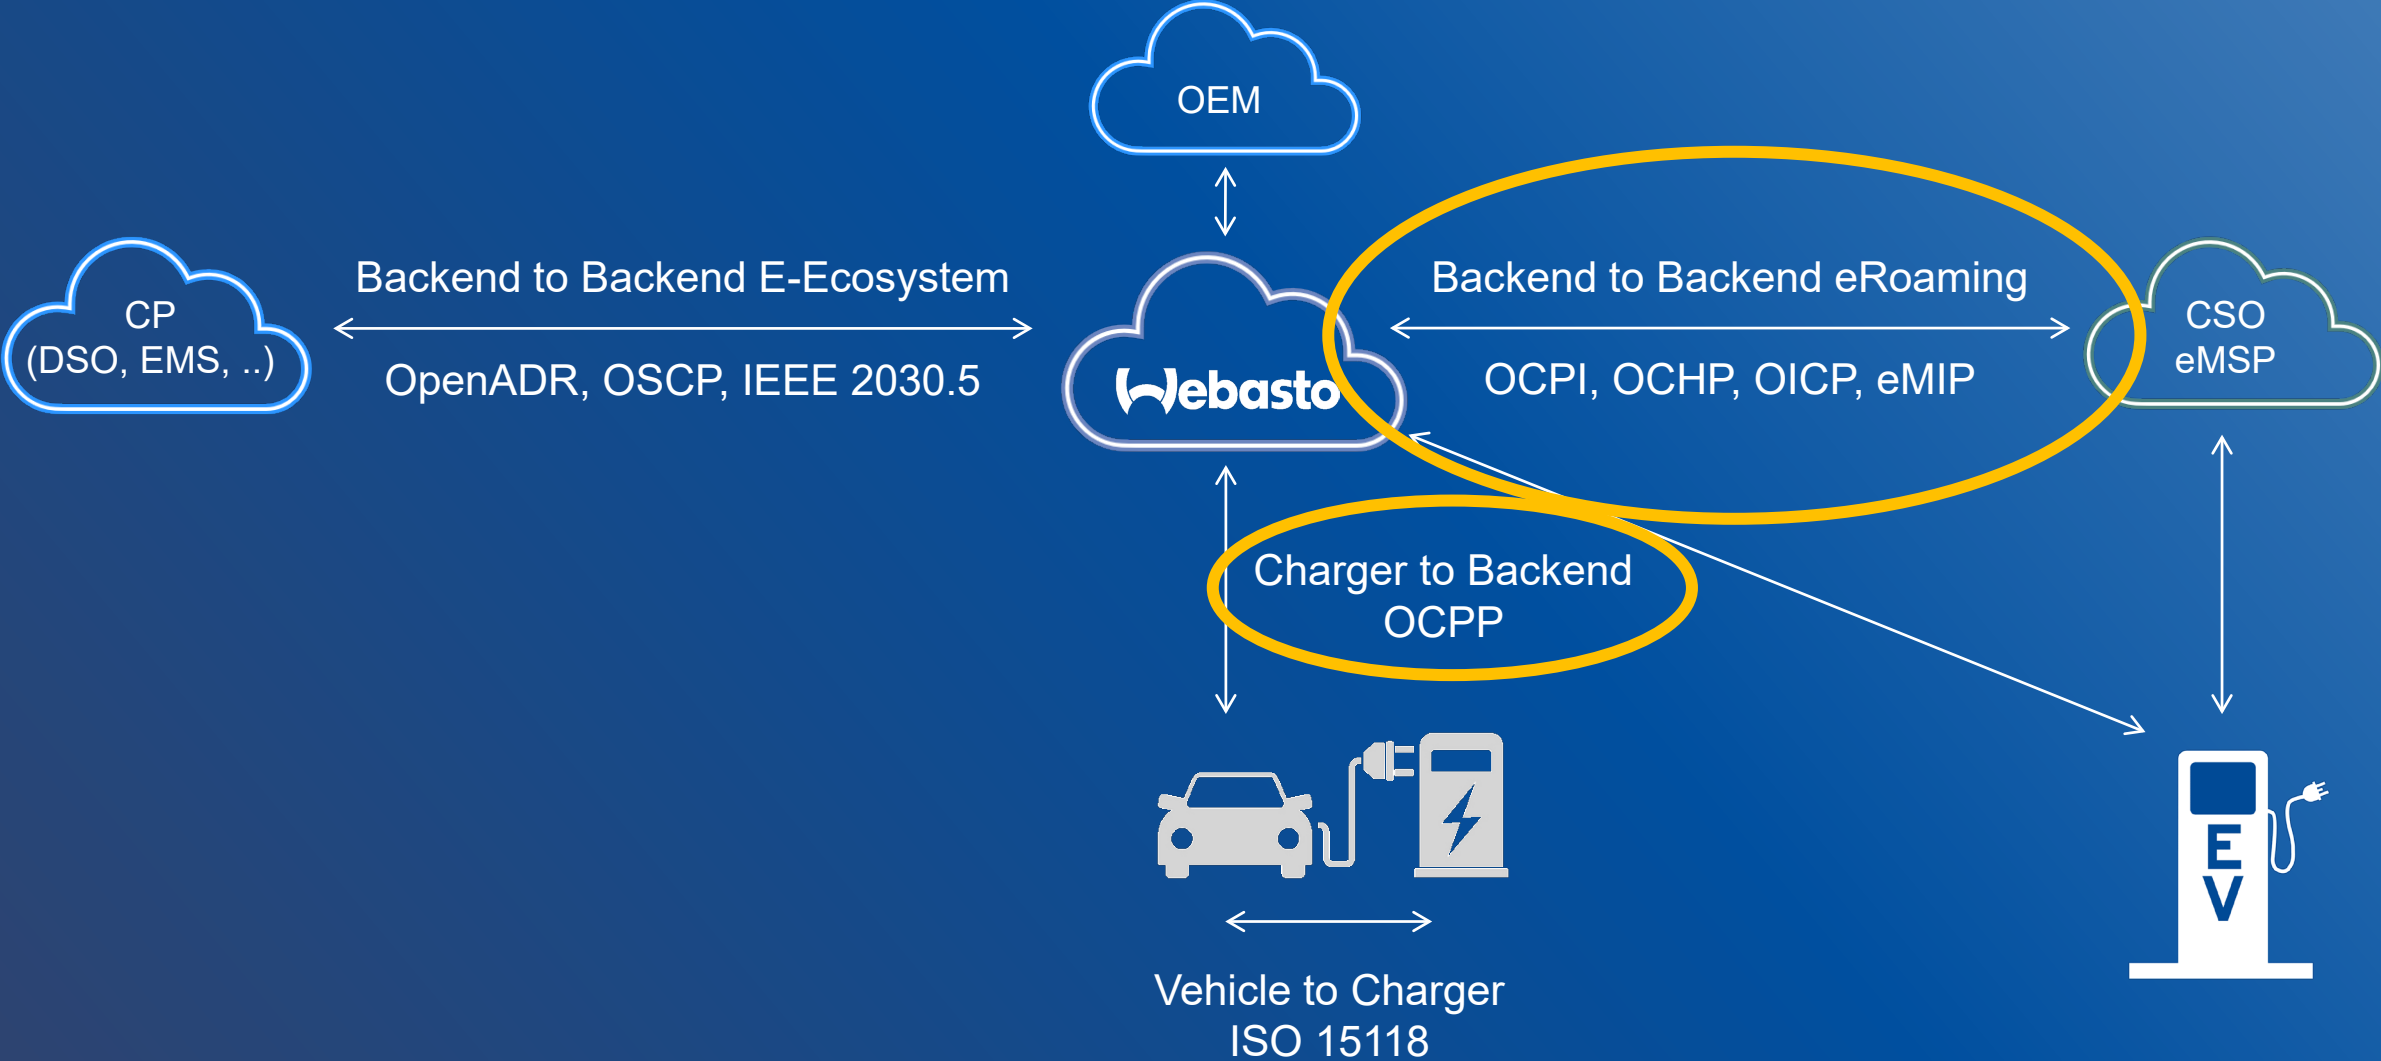 OEM
Backend to Backend E-Ecosystem
Backend to Backend eRoaming
CP
(DSO, EMS, ..)
CSO
eMSP
OpenADR, OSCP, IEEE 2030.5
Webasto
OCPI, OCHP, OICP, eMIP
Charger to Backend
OCPP
E
V
Vehicle to Charger
ISO 15118